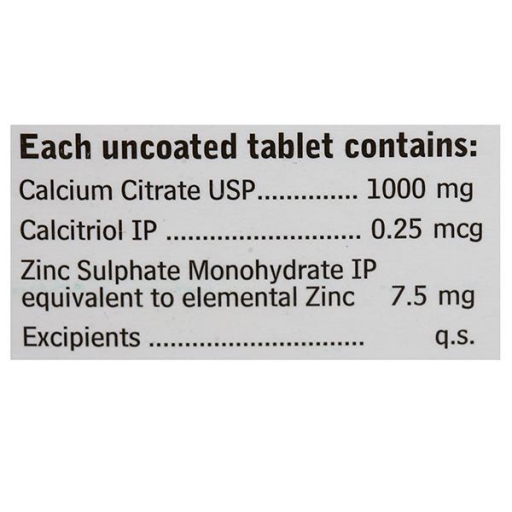 Each uncoated tablet contains:
Calcium Citrate USP.............. 1000 mg
Calcitriol IP ........................... 0.25 mcg
Zinc Sulphate Monohydrate IP
equivalent to elemental Zinc 7.5 mg
Excipients .............................. q.s.